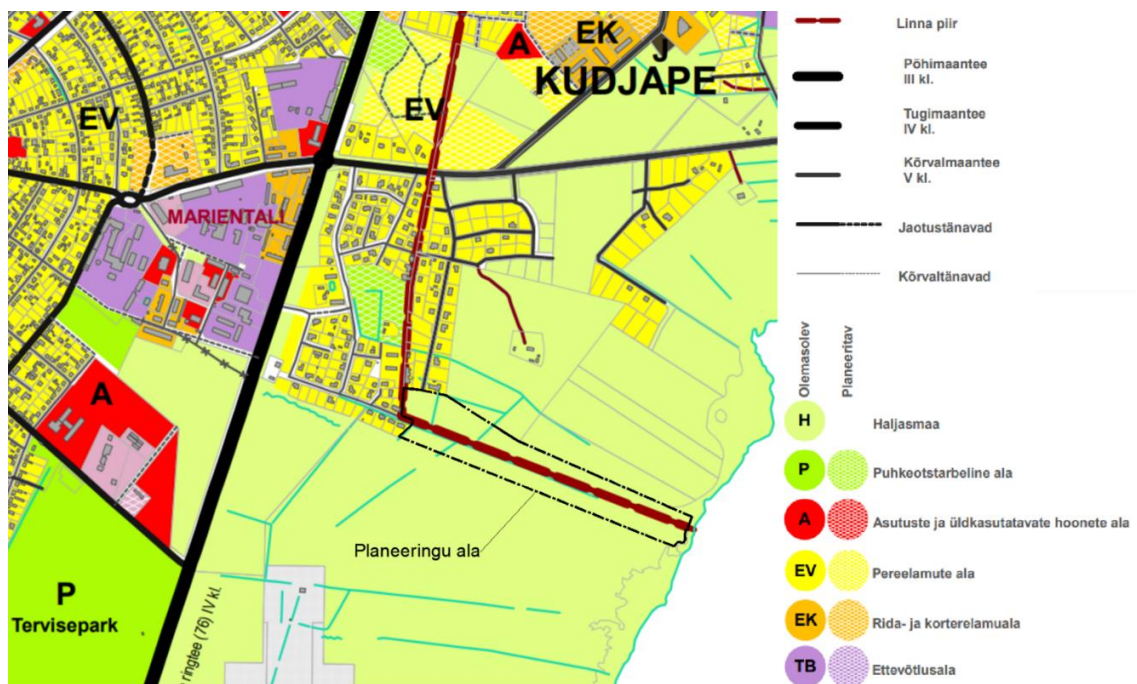 A
EK
J
KUDJAPE
EV
EV
MARIENTALI
A
Planeeringu ala
P
Tervisepark
ringtee (76) IV kl.
Linna piir
Põhimaantee
III kl.
Tugimaantee
IV kl.
Kõrvalmaantee
V kl.
Jaotustänavad
Kõrvaltänavad
Olemasolev
Planeeritav
H
Haljasmaa
P
Puhkeotstarbeline ala
A
Asutuste ja üldkasutatavate hoonete ala
EV
Pereelamute ala
EK
Rida- ja korterelamuala
TB
Ettevõtlusala